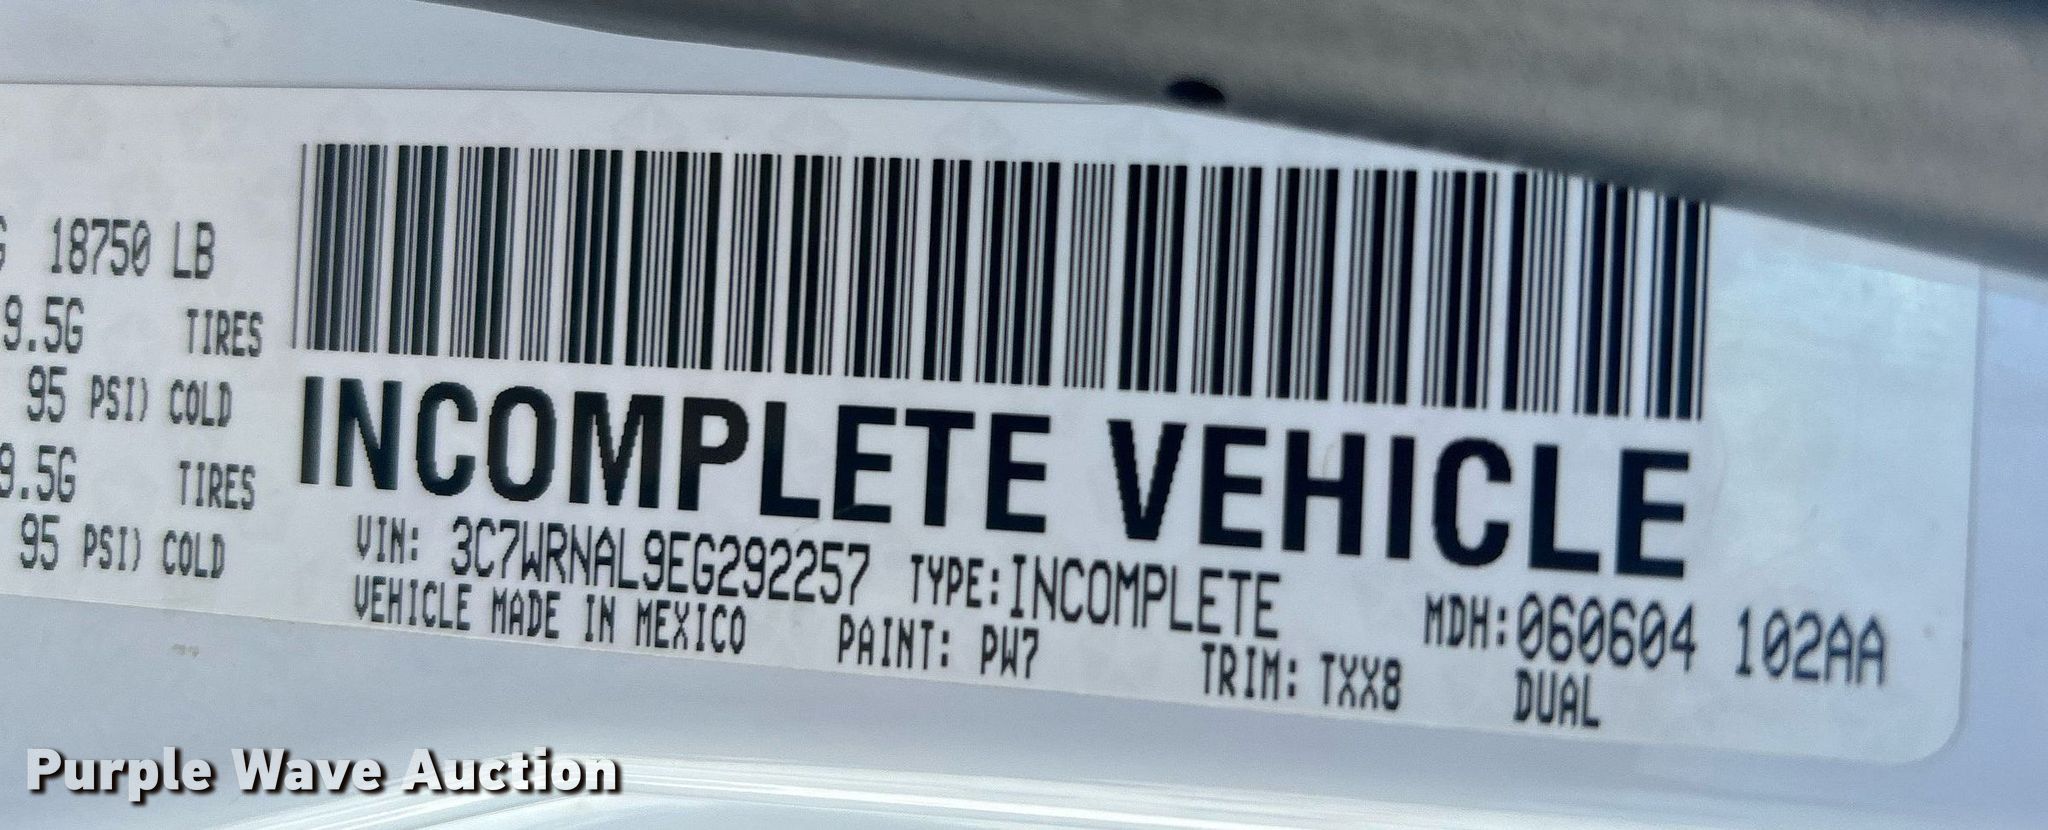 18750 LB
9.5G TIRES
95 PSI) COLD
9.5G TIRES
95 PSI) COLD
INCOMPLETE VEHICLE
VIN: 3C7WRNAL9EG292257 TYPE:INCOMPLETE MDH:060604 102AA
VEHICLE MADE IN MEXICO PAINT: PW7 TRIM: TXX8 DUAL
Purple Wave Auction